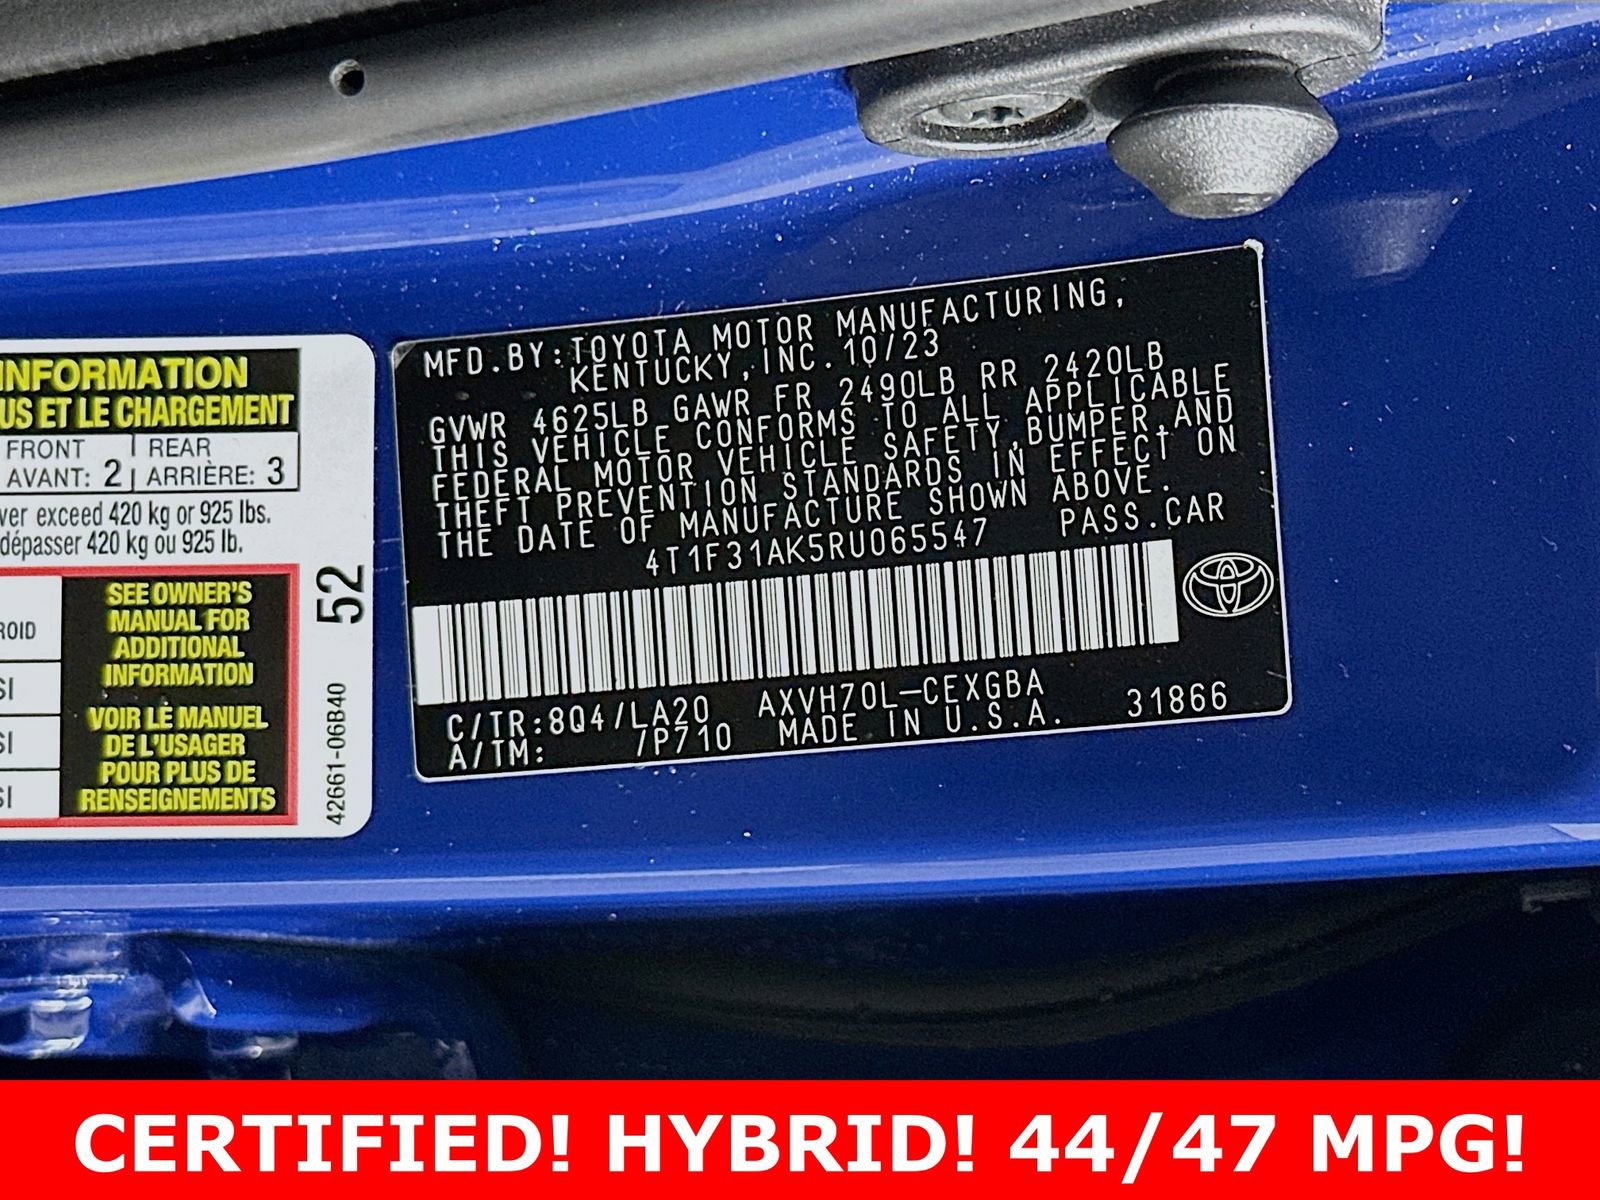 INFORMATION
US ET LE CHARGEMENT
FRONT REAR
AVANT: 2 ARRIÈRE: 3
ver exceed 420 kg or 925 lbs.
dépasser 420 kg ou 925 lb.
SEE OWNER'S
MANUAL FOR
ADDITIONAL
INFORMATION
VOIR LE MANUEL
DE L'USAGER
POUR PLUS DE
RENSEIGNEMENTS
ROID
SI
SI
SI
52
42661-06B40
MFD.BY:TOYOTA MOTOR MANUFACTURING,
KENTUCKY,INC.10/23
GVWR 4625LB GAWR FR 2490LB RR 2420LB
THIS VEHICLE CONFORMS TO ALL APPLICABLE
FEDERAL MOTOR VEHICLE SAFETY,BUMPER,AND
THEFT PREVENTION STANDARDS IN EFFECT ON
THE DATE OF MANUFACTURE SHOWN ABOVE.
4T1F31AK5RU065547 PASS.CAR
C/TR:8Q4/LA20 AXVH70L-CEXGBA 31866
A/TM: /P710 MADE IN U.S.A.
CERTIFIED! HYBRID! 44/47 MPG!